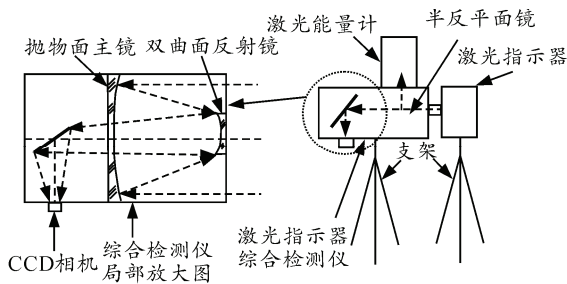 激光能量计
半反平面镜
抛物面主镜
双曲面反射镜
激光指示器
支架
CCD相机
综合检测仪
局部放大图
激光指示器
综合检测仪